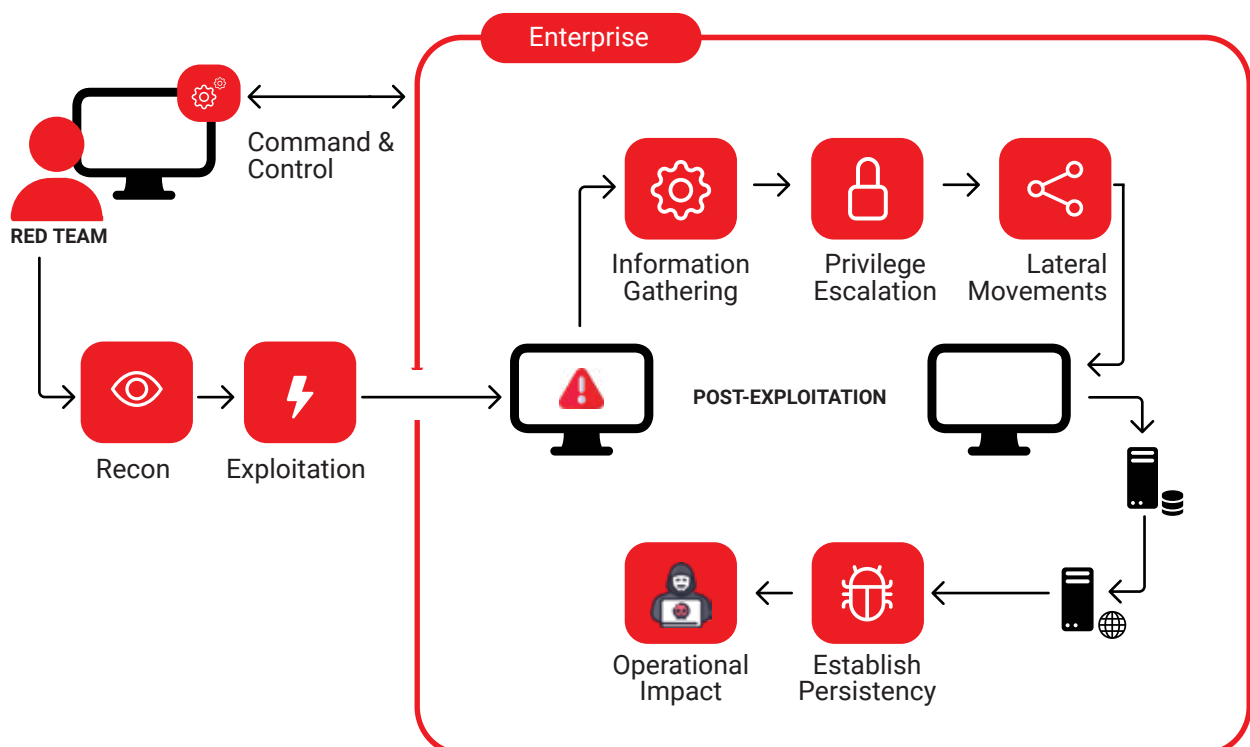 Enterprise
Command &
Control
RED TEAM
Information
Gathering
Privilege
Escalation
Lateral
Movements
POST-EXPLOITATION
Recon
Exploitation
Operational
Impact
Establish
Persistency